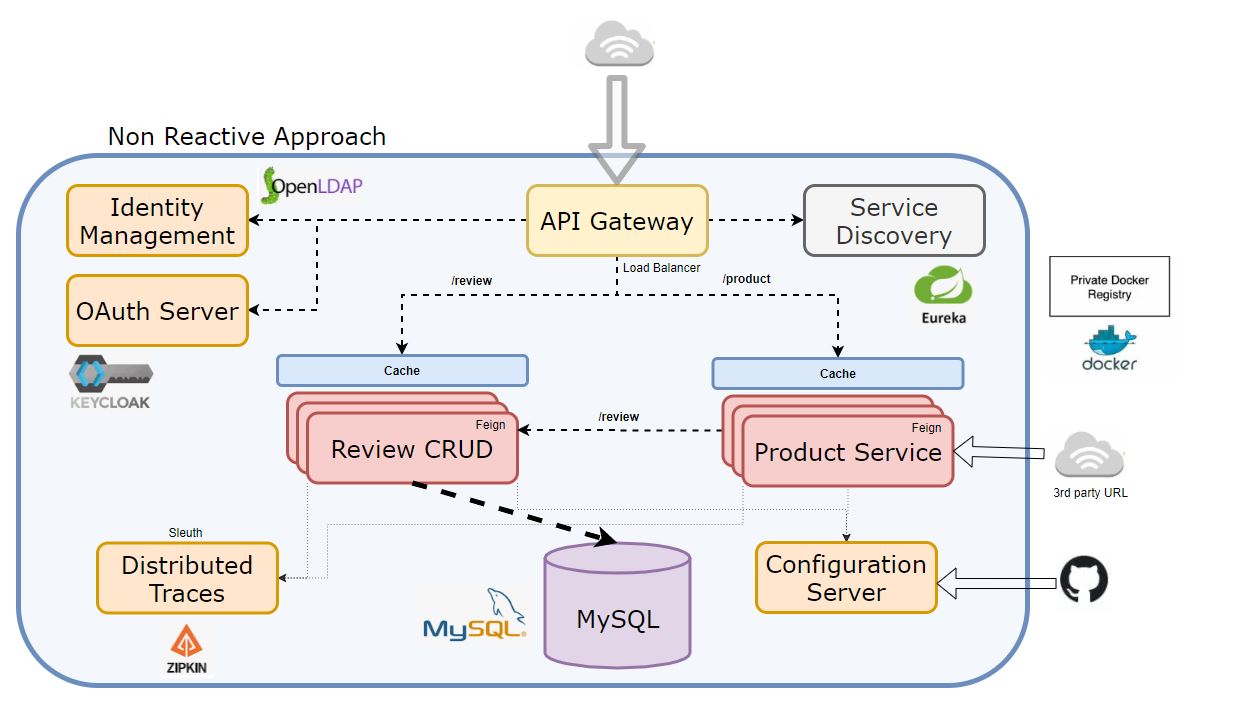 Non Reactive Approach
OpenLDAP
Identity
Management
API Gateway
Service
Discovery
Load Balancer
/review
/product
OAuth Server
Eureka
Private Docker
Registry
docker
KEYCLOAK
Cache
Cache
Feign
Review CRUD
/review
Feign
Product Service
3rd party URL
Sleuth
Distributed
Traces
MySQL
MySQL®
Configuration
Server
ZIPKIN